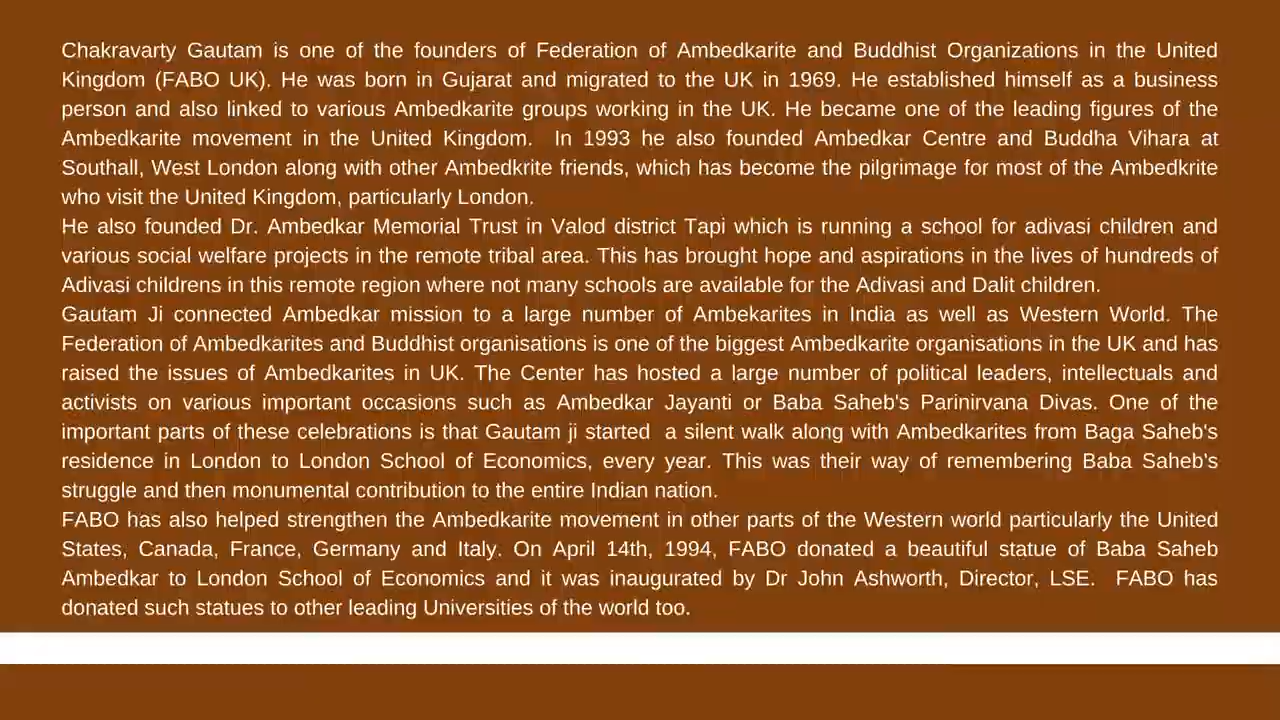 Chakravarty Gautam is one of the founders of Federation of Ambedkarite and Buddhist Organizations in the United
Kingdom (FABO UK). He was born in Gujarat and migrated to the UK in 1969. He established himself as a business
person and also linked to various Ambedkarite groups working in the UK. He became one of the leading figures of the
Ambedkarite movement in the United Kingdom.  In 1993 he also founded Ambedkar Centre and Buddha Vihara at
Southall, West London along with other Ambedkrite friends, which has become the pilgrimage for most of the Ambedkrite
who visit the United Kingdom, particularly London.
He also founded Dr. Ambedkar Memorial Trust in Valod district Tapi which is running a school for adivasi children and
various social welfare projects in the remote tribal area. This has brought hope and aspirations in the lives of hundreds of
Adivasi childrens in this remote region where not many schools are available for the Adivasi and Dalit children.
Gautam Ji connected Ambedkar mission to a large number of Ambekarites in India as well as Western World. The
Federation of Ambedkarites and Buddhist organisations is one of the biggest Ambedkarite organisations in the UK and has
raised the issues of Ambedkarites in UK. The Center has hosted a large number of political leaders, intellectuals and
activists on various important occasions such as Ambedkar Jayanti or Baba Saheb's Parinirvana Divas. One of the
important parts of these celebrations is that Gautam ji started  a silent walk along with Ambedkarites from Baga Saheb's
residence in London to London School of Economics, every year. This was their way of remembering Baba Saheb's
struggle and then monumental contribution to the entire Indian nation.
FABO has also helped strengthen the Ambedkarite movement in other parts of the Western world particularly the United
States, Canada, France, Germany and Italy. On April 14th, 1994, FABO donated a beautiful statue of Baba Saheb
Ambedkar to London School of Economics and it was inaugurated by Dr John Ashworth, Director, LSE.  FABO has
donated such statues to other leading Universities of the world too.